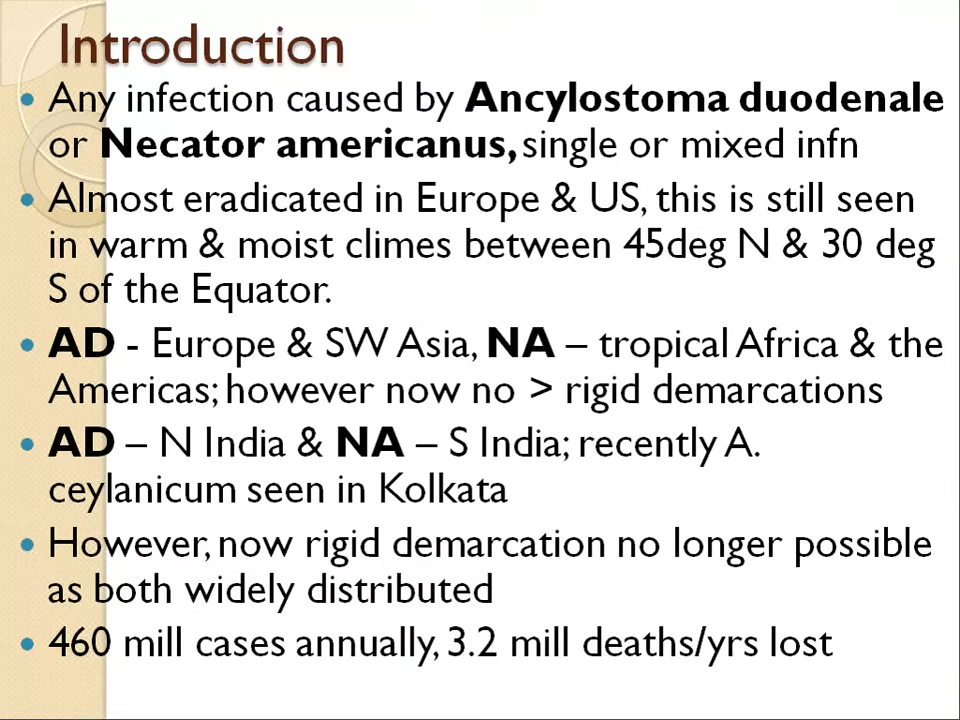 Introduction
• Any infection caused by Ancylostoma duodenale
or Necator americanus, single or mixed infn
• Almost eradicated in Europe & US, this is still seen
in warm & moist climes between 45deg N & 30 deg
S of the Equator.
• AD - Europe & SW Asia, NA – tropical Africa & the
Americas; however now no > rigid demarcations
• AD – N India & NA – S India; recently A.
ceylanicum seen in Kolkata
• However, now rigid demarcation no longer possible
as both widely distributed
• 460 mill cases annually, 3.2 mill deaths/yrs lost